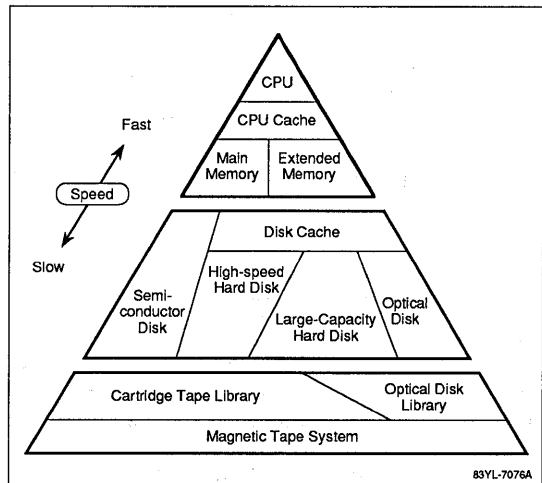 CPU
CPU Cache
Main
Memory
Extended
Memory
Fast
Speed
Slow
Disk Cache
Semi-
conductor
Disk
High-speed
Hard Disk
Large-Capacity
Hard Disk
Optical
Disk
Cartridge Tape Library
Optical Disk
Library
Magnetic Tape System
83YL-7076A